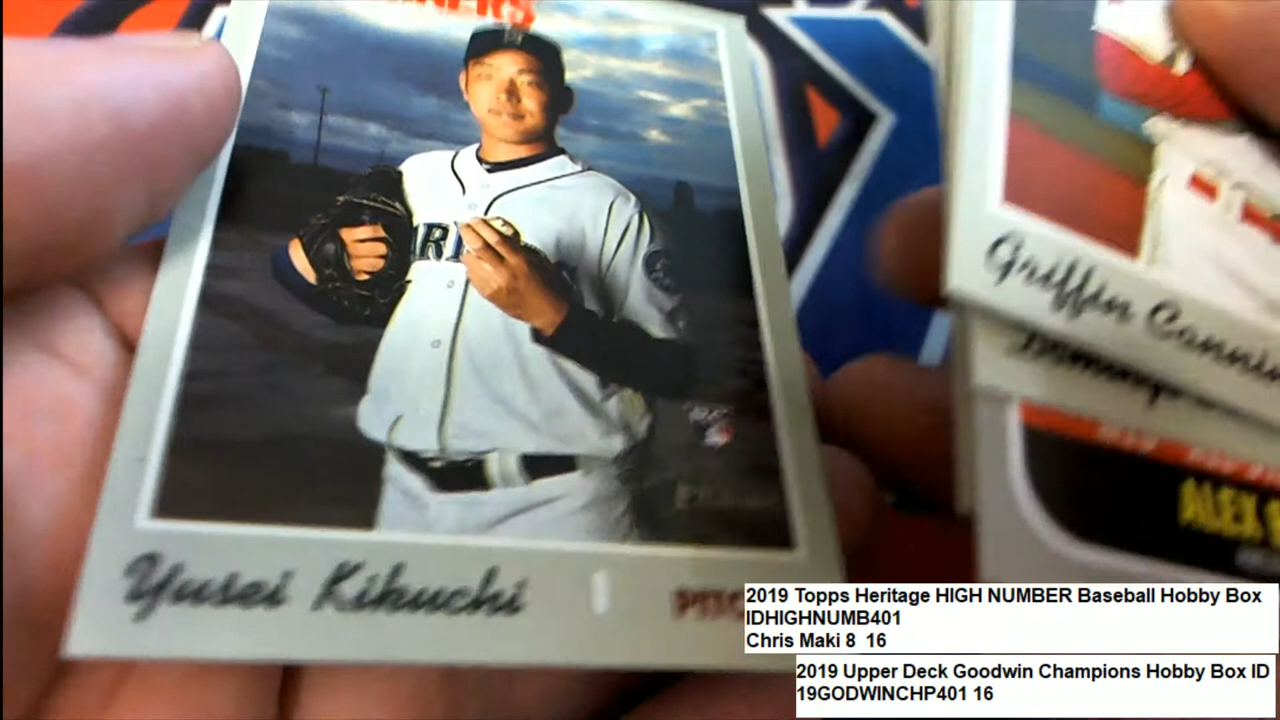 Yusei Kikuchi
Griffin
ALEX
2019 Topps Heritage HIGH NUMBER Baseball Hobby Box
IDHIGHNUMB401
Chris Maki 8 16
2019 Upper Deck Goodwin Champions Hobby Box ID
19GODWINCHP401 16